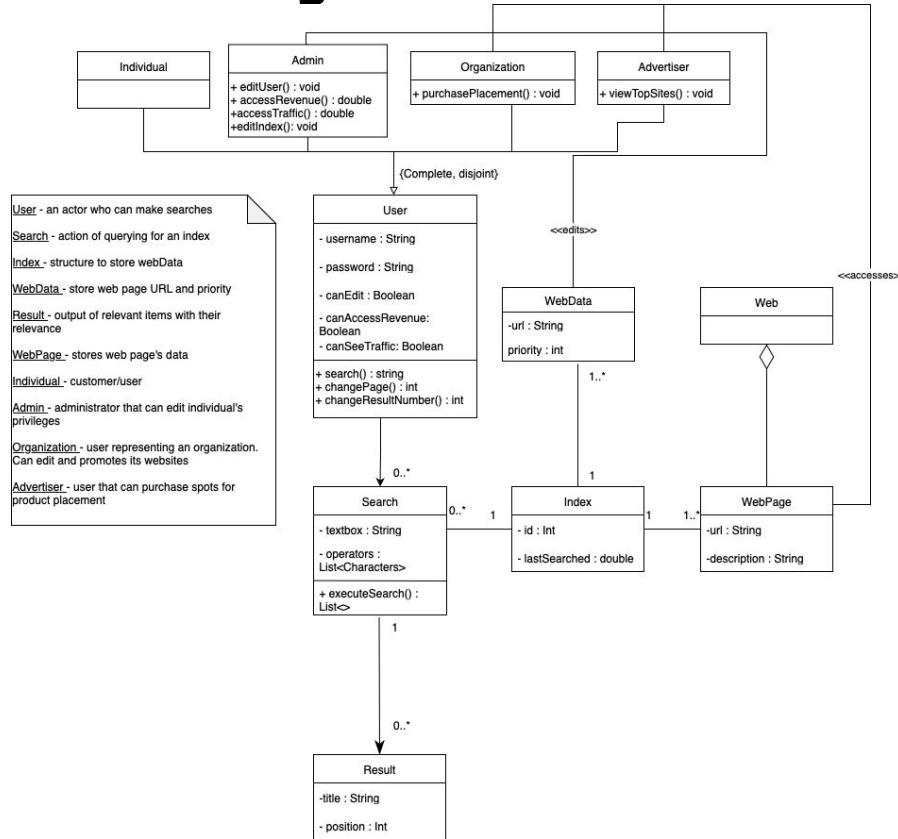 Individual
Admin
+ editUser() : void
+ accessRevenue() : double
+accessTraffic() : double
+editIndex(): void
Organization
+ purchasePlacement() : void
Advertiser
+ viewTopSites() : void
{Complete, disjoint}
User - an actor who can make searches
Search - action of querying for an index
Index - structure to store webData
WebData - store web page URL and priority
Result - output of relevant items with their
relevance
WebPage - stores web page's data
Individual - customer/user
Admin - administrator that can edit individual's
privileges
Organization - user representing an organization.
Can edit and promotes its websites
Advertiser - user that can purchase spots for
product placement
User
- username : String
- password : String
- canEdit : Boolean
- canAccessRevenue:
Boolean
- canSeeTraffic: Boolean
+ search() : string
+ changePage() : int
+ changeResultNumber() : int
<<edits>>
<<accesses>
WebData
-url : String
priority : int
Web
1..*
1
0..*
Search
- textbox : String
- operators :
List<Characters>
+ executeSearch() :
List<>
0..*
1
Index
- id : Int
- lastSearched : double
1
1..*
WebPage
-url : String
-description : String
1
0..*
Result
-title : String
- position : Int